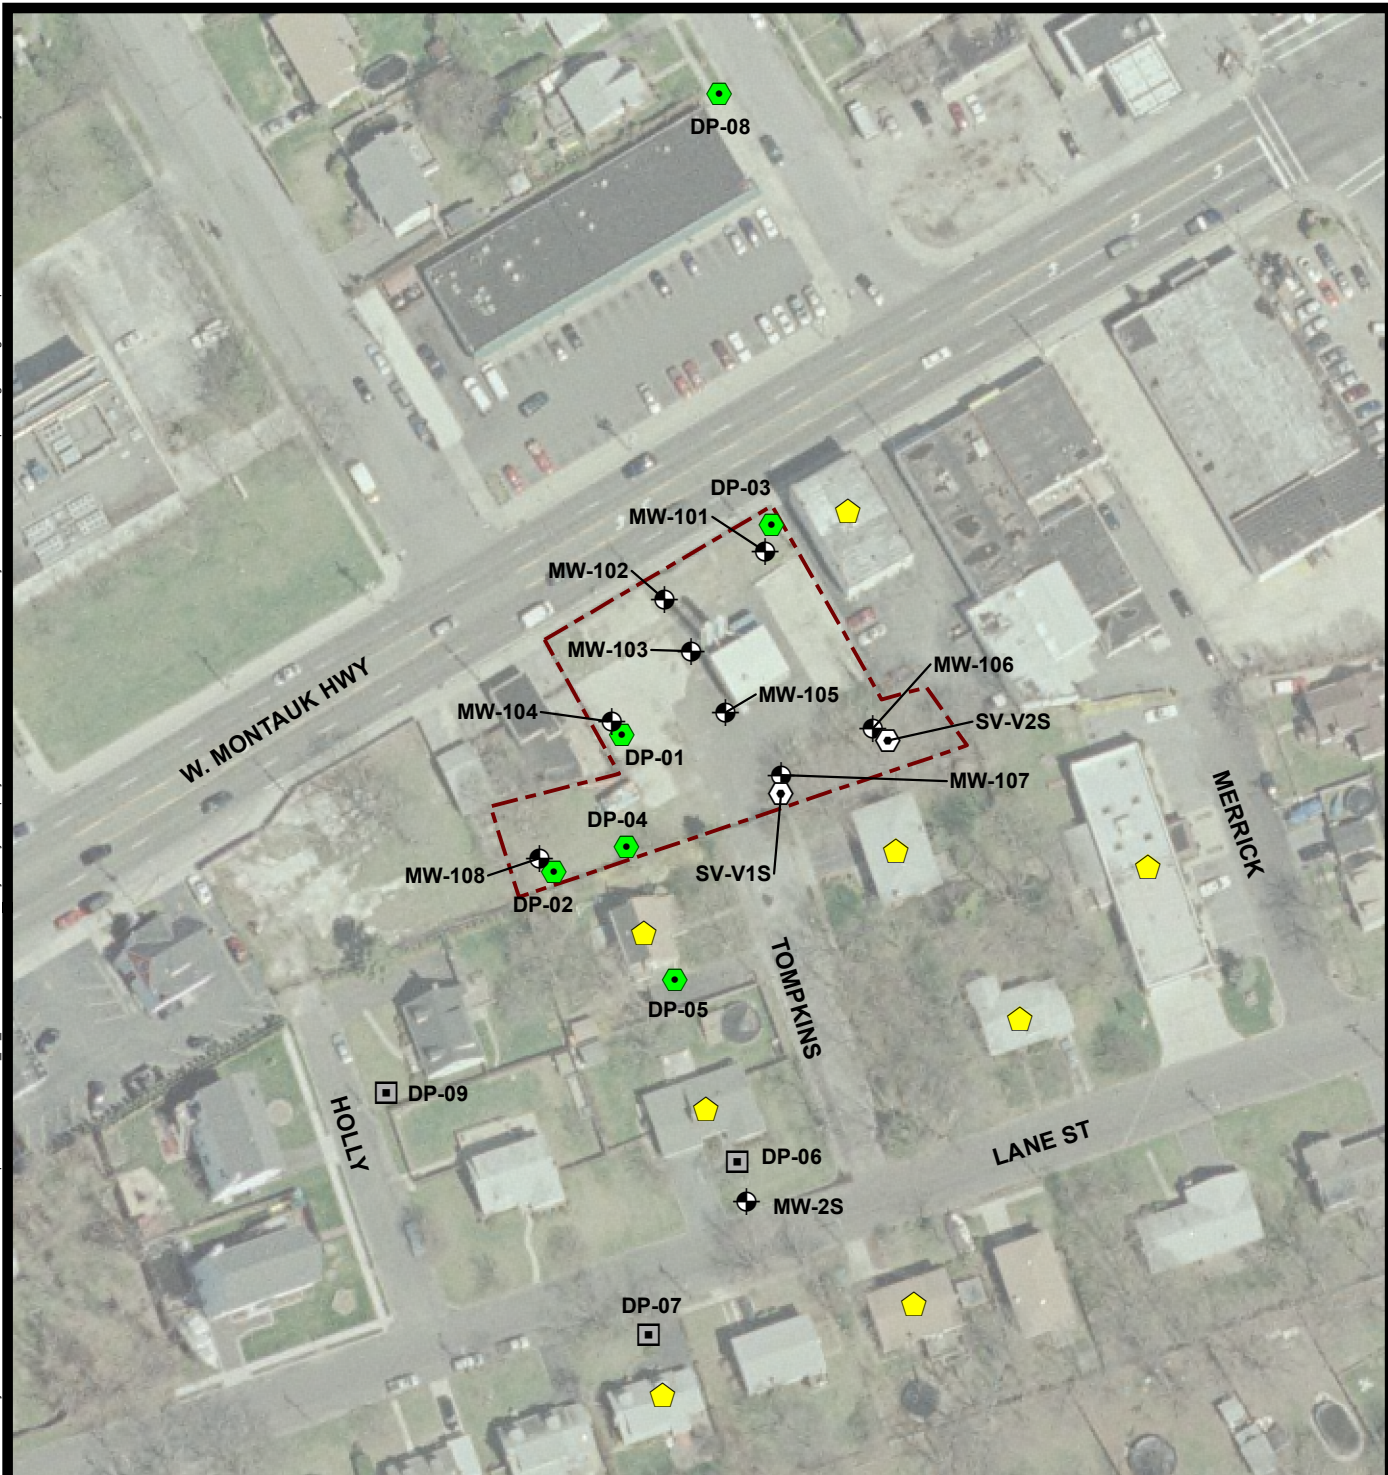 DP-08
DP-03
MW-101
MW-102
MW-103
MW-106
MW-105
MW-104
SV-V2S
W. MONTAUK HWY
DP-01
MW-107
MERRICK
DP-04
MW-108
SV-V1S
DP-02
TOMPKINS
DP-05
DP-09
HOLLY
LANE ST
DP-06
MW-2S
DP-07